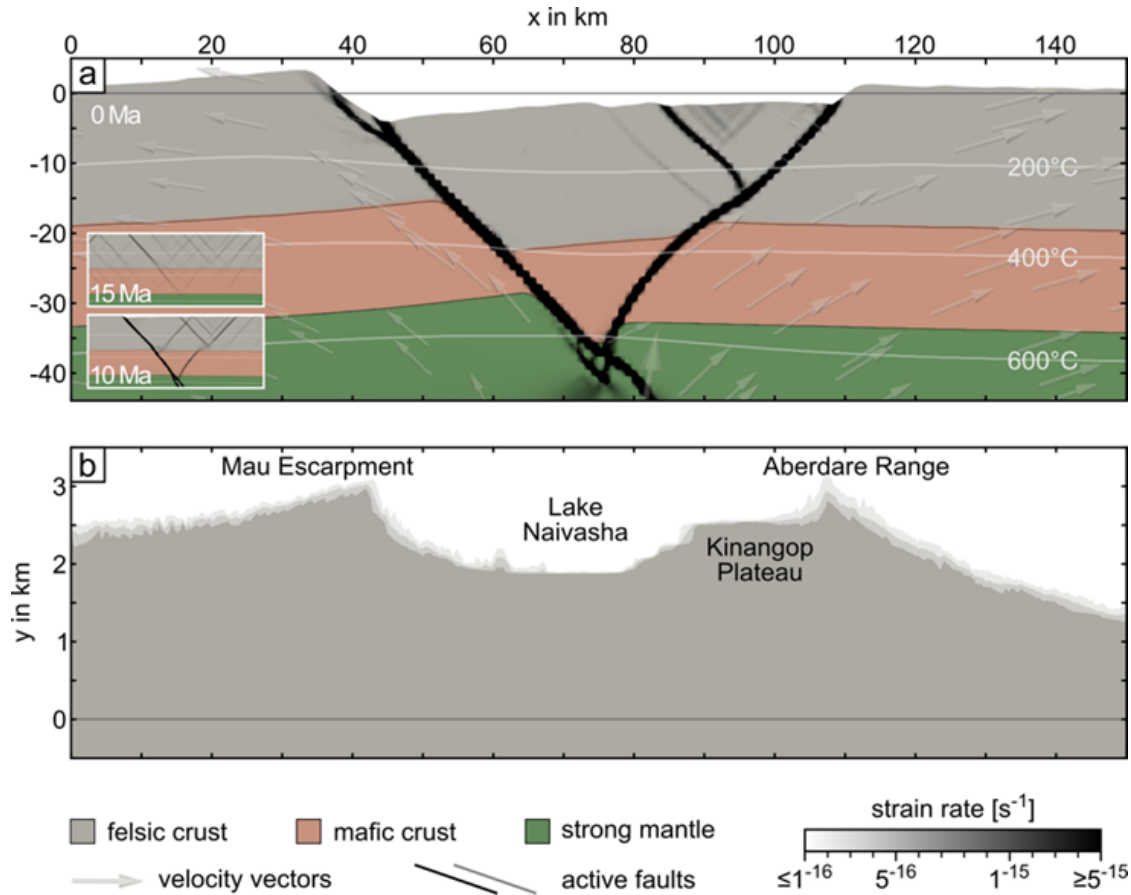 x in km
0 20 40 60 80 100 120 140
a
0
0 Ma
-10
200°C
-20
400°C
15 Ma
-30
600°C
10 Ma
-40
b
Mau Escarpment
Aberdare Range
3
Lake
Naivasha
Kinangop
Plateau
2
y in km
1
0
strain rate [s⁻¹]
felsic crust mafic crust strong mantle
velocity vectors active faults
≤1⁻¹⁶ 5⁻¹⁶ 1⁻¹⁵ ≥5⁻¹⁵